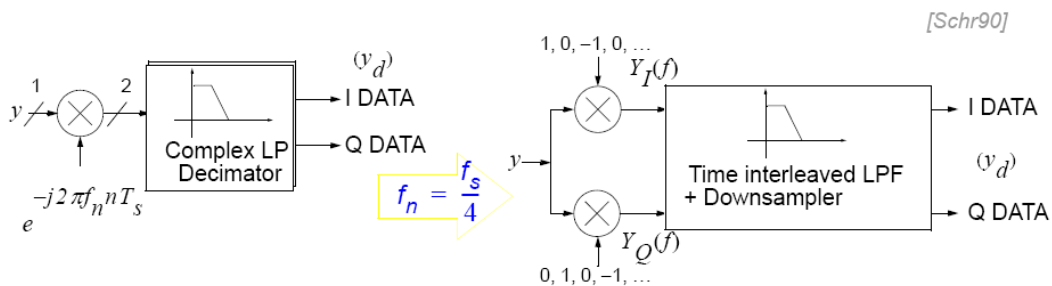 [Schr90]
1
2
y
Complex LP
Decimator
(y_d)
I DATA
Q DATA
e^{-j2πf_n nT_s}
f_n = f_s/4
1, 0, –1, 0, ...
Y_I(f)
y
Y_Q(f)
0, 1, 0, –1, ...
Time interleaved LPF
+ Downsampler
I DATA
(y_d)
Q DATA